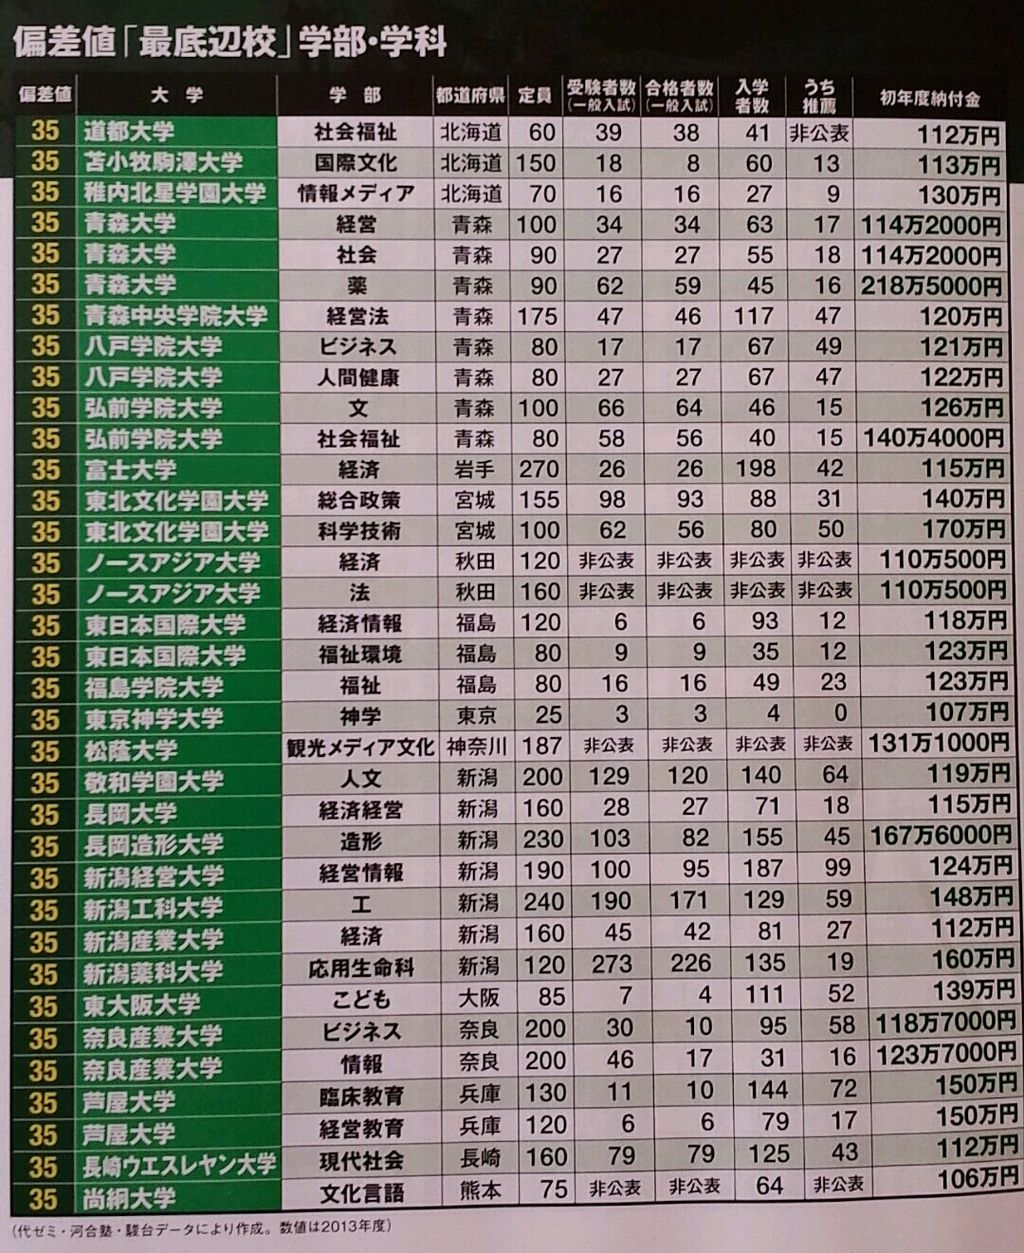 偏差値「最底辺校」学部・学科
偏差値 大学 学部 都道府県 定員 受験者数(一般入試) 合格者数(一般入試) 入学者数 うち推薦 初年度納付金
35 道都大学 社会福祉 北海道 60 39 38 41 非公表 112万円
35 苫小牧駒澤大学 国際文化 北海道 150 18 8 60 13 113万円
35 稚内北星学園大学 情報メディア 北海道 70 16 16 27 9 130万円
35 青森大学 経営 青森 100 34 34 63 17 114万2000円
35 青森大学 社会 青森 90 27 27 55 18 114万2000円
35 青森大学 薬 青森 90 62 59 45 16 218万5000円
35 青森中央学院大学 経営法 青森 175 47 46 117 47 120万円
35 八戸学院大学 ビジネス 青森 80 17 17 67 49 121万円
35 八戸学院大学 人間健康 青森 80 27 27 67 47 122万円
35 弘前学院大学 文 青森 100 66 64 46 15 126万円
35 弘前学院大学 社会福祉 青森 80 58 56 40 15 140万4000円
35 富士大学 経済 岩手 270 26 26 198 42 115万円
35 東北文化学園大学 総合政策 宮城 155 98 93 88 31 140万円
35 東北文化学園大学 科学技術 宮城 100 62 56 80 50 170万円
35 ノースアジア大学 経済 秋田 120 非公表 非公表 非公表 非公表 110万500円
35 ノースアジア大学 法 秋田 160 非公表 非公表 非公表 非公表 110万500円
35 東日本国際大学 経済情報 福島 120 6 6 93 12 118万円
35 東日本国際大学 福祉環境 福島 80 9 9 35 12 123万円
35 福島学院大学 福祉 福島 80 16 16 49 23 123万円
35 東京神学大学 神学 東京 25 3 3 4 0 107万円
35 松蔭大学 観光メディア文化 神奈川 187 非公表 非公表 非公表 非公表 131万1000円
35 敬和学園大学 人文 新潟 200 129 120 140 64 119万円
35 長岡大学 経済経営 新潟 160 28 27 71 18 115万円
35 長岡造形大学 造形 新潟 230 103 82 155 45 167万6000円
35 新潟経営大学 経営情報 新潟 190 100 95 187 99 124万円
35 新潟工科大学 工 新潟 240 190 171 129 59 148万円
35 新潟産業大学 経済 新潟 160 45 42 81 27 112万円
35 新潟薬科大学 応用生命科 新潟 120 273 226 135 19 160万円
35 東大阪大学 こども 大阪 85 7 4 111 52 139万円
35 奈良産業大学 ビジネス 奈良 200 30 10 95 58 118万7000円
35 奈良産業大学 情報 奈良 200 46 17 31 16 123万7000円
35 芦屋大学 臨床教育 兵庫 130 11 10 144 72 150万円
35 芦屋大学 経営教育 兵庫 120 6 6 79 17 150万円
35 長崎ウエスレヤン大学 現代社会 長崎 160 79 79 125 43 112万円
35 尚絅大学 文化言語 熊本 75 非公表 非公表 64 非公表 106万円
(代ゼミ・河合塾・駿台データにより作成。数値は2013年度)